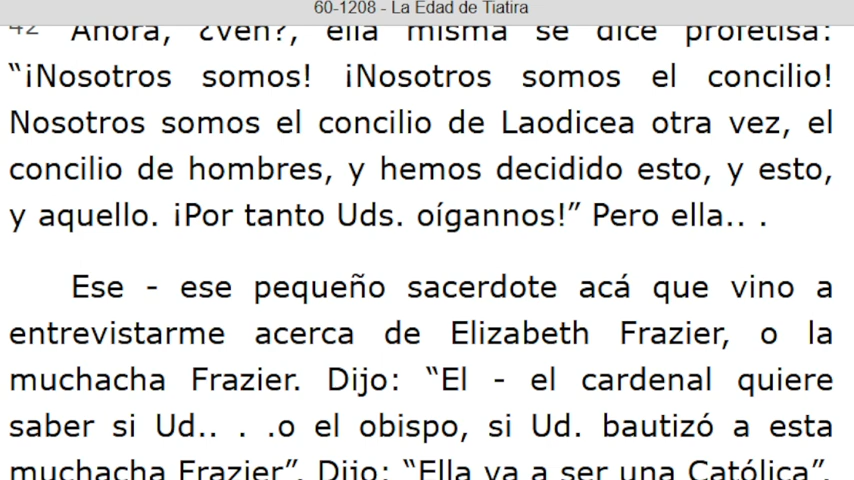 60-1208 - La Edad de Tiatira
42 Ahora, ¿ven?, ella misma se dice profetisa:
“¡Nosotros somos! ¡Nosotros somos el concilio!
Nosotros somos el concilio de Laodicea otra vez, el
concilio de hombres, y hemos decidido esto, y esto,
y aquello. ¡Por tanto Uds. oígannos!” Pero ella.. .
Ese - ese pequeño sacerdote acá que vino a
entrevistarme acerca de Elizabeth Frazier, o la
muchacha Frazier. Dijo: “El - el cardenal quiere
saber si Ud.. . .o el obispo, si Ud. bautizó a esta
muchacha Frazier”. Dijo: “Ella va a ser una Católica”.